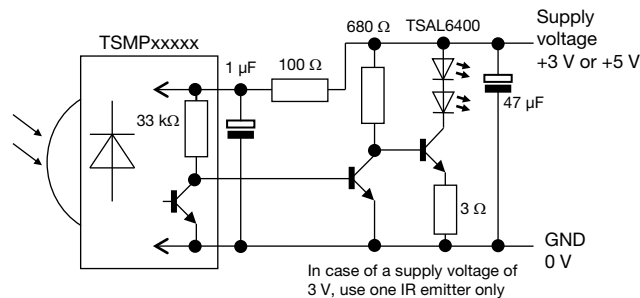 TSMPxxxxx
680 Ω
TSAL6400
Supply
voltage
+3 V or +5 V
1 µF
100 Ω
33 kΩ
47 µF
3 Ω
GND
0 V
In case of a supply voltage of
3 V, use one IR emitter only